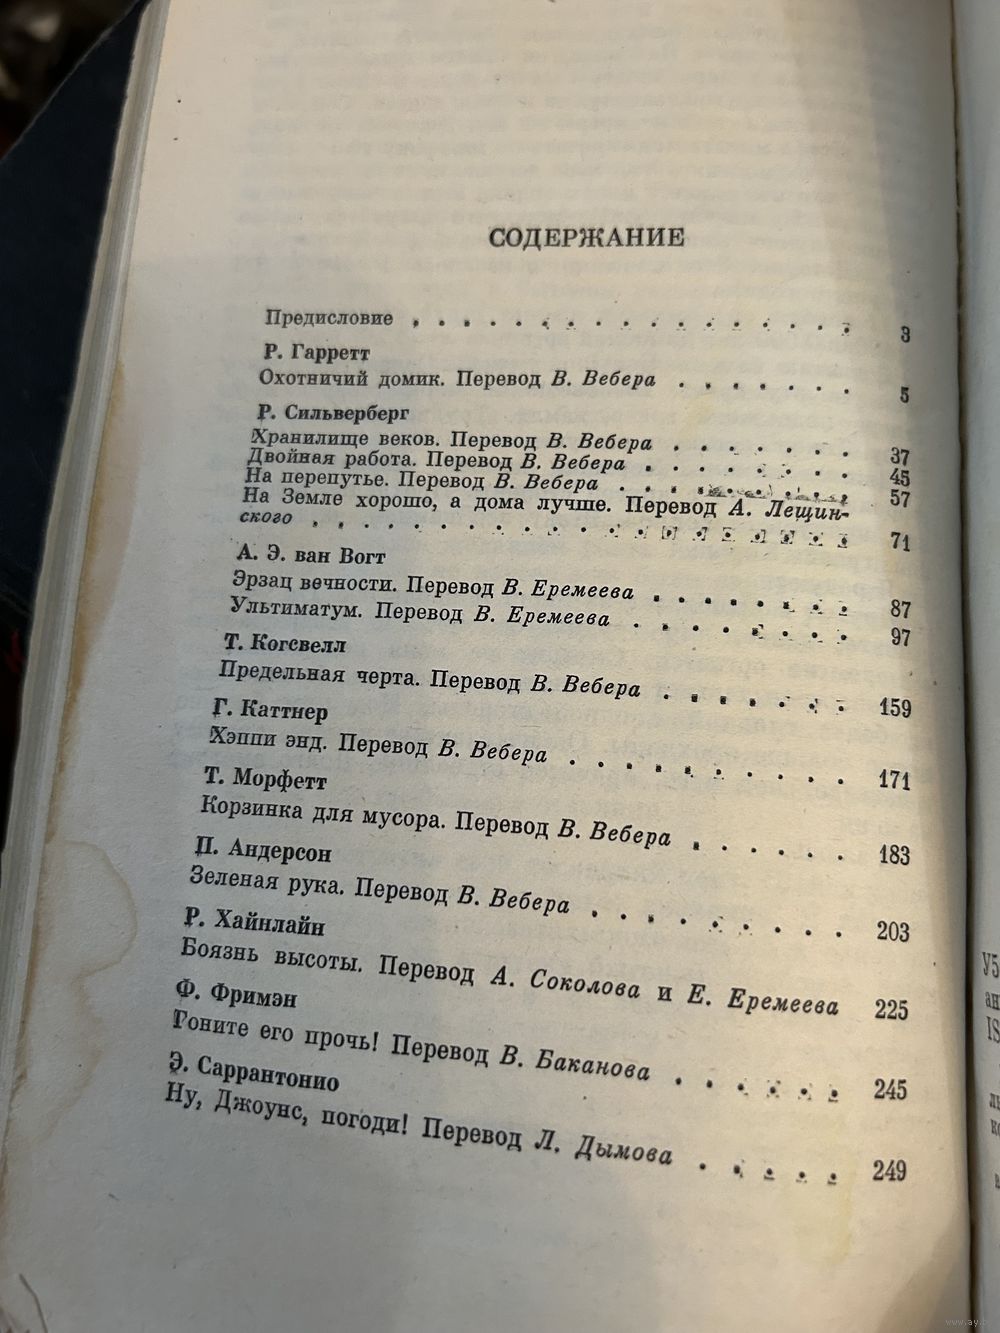 СОДЕРЖАНИЕ
Предисловие . . . . . . . . . . . . . . . . . . 3
Р. Гарретт
Охотничий домик. Перевод В. Вебера . . . . . . . 5
Р. Сильверберг
Хранилище веков. Перевод В. Вебера . . . . . . . 37
Двойная работа. Перевод В. Вебера . . . . . . . . 45
На перепутье. Перевод В. Вебера . . . . . . . . . 57
На Земле хорошо, а дома лучше. Перевод А. Лещин-
ского . . . . . . . . . . . . . . . . . . . 71
А. Э. ван Вогт
Эрзац вечности. Перевод В. Еремеева . . . . . . . . 87
Ультиматум. Перевод В. Еремеева . . . . . . . . 97
Т. Когсвелл
Предельная черта. Перевод В. Вебера . . . . . . . 159
Г. Каттнер
Хэппи энд. Перевод В. Вебера . . . . . . . . . . 171
Т. Морфетт
Корзинка для мусора. Перевод В. Вебера . . . . . . 183
П. Андерсон
Зеленая рука. Перевод В. Вебера . . . . . . . . . 203
Р. Хайнлайн
Боязнь высоты. Перевод А. Соколова и Е. Еремеева 225
Ф. Фримэн
Гоните его прочь! Перевод В. Баканова . . . . . . 245
Э. Саррантонио
Ну, Джоунс, погоди! Перевод Л. Дымова . . . . . 249